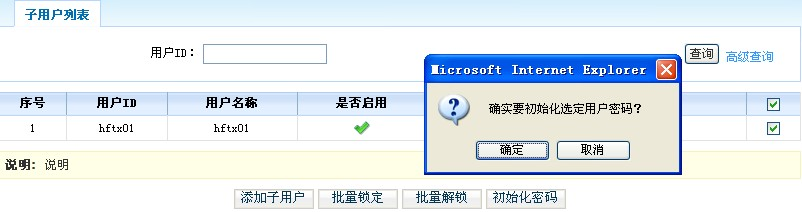 子用户列表
用户ID：
查询
高级查询
Microsoft Internet Explorer
确实要初始化选定用户密码？
确定
取消
序号
用户ID
用户名称
是否启用
1
hftx01
hftx01
说明: 说明
添加子用户
批量锁定
批量解锁
初始化密码